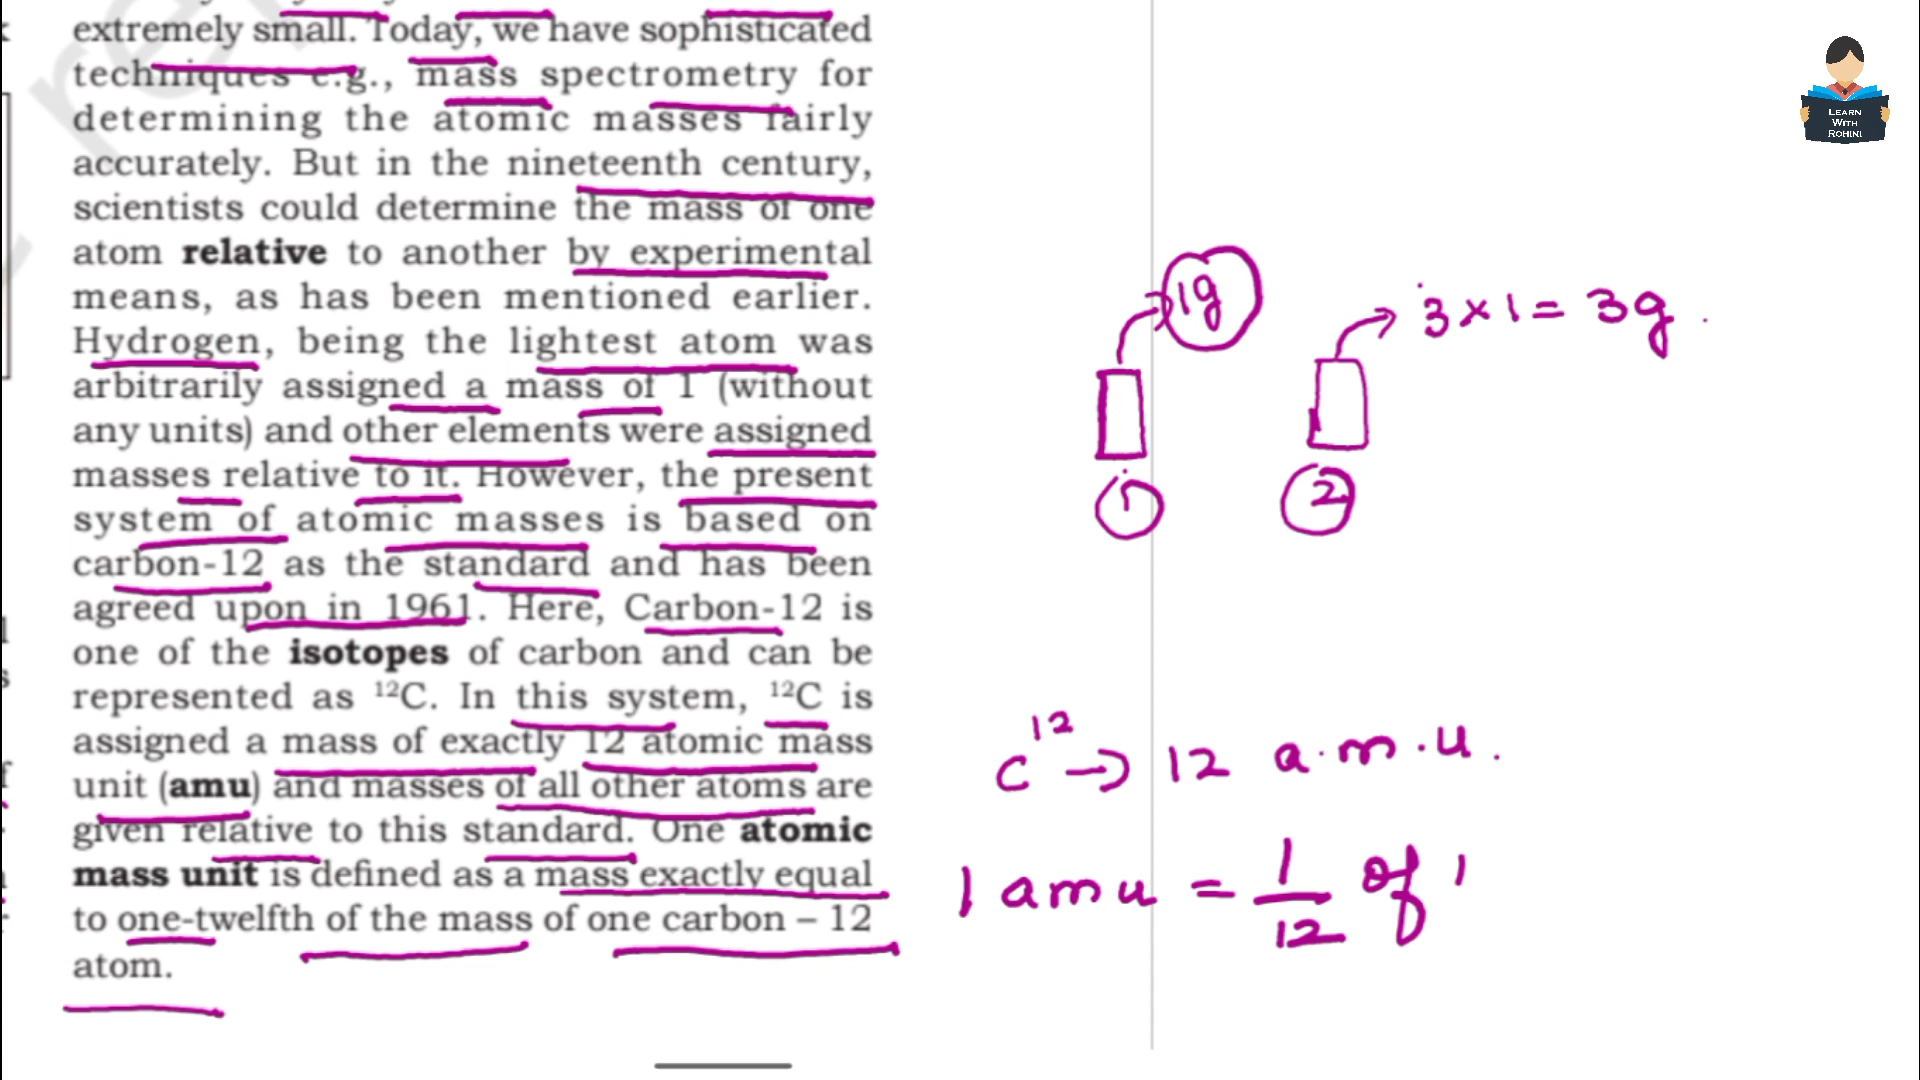 extremely small. Today, we have sophisticated
techniques e.g., mass spectrometry for
determining the atomic masses fairly
accurately. But in the nineteenth century,
scientists could determine the mass of one
atom relative to another by experimental
means, as has been mentioned earlier.
Hydrogen, being the lightest atom was
arbitrarily assigned a mass of 1 (without
any units) and other elements were assigned
masses relative to it. However, the present
system of atomic masses is based on
carbon-12 as the standard and has been
agreed upon in 1961. Here, Carbon-12 is
one of the isotopes of carbon and can be
represented as ¹²C. In this system, ¹²C is
assigned a mass of exactly 12 atomic mass
unit (amu) and masses of all other atoms are
given relative to this standard. One atomic
mass unit is defined as a mass exactly equal
to one-twelfth of the mass of one carbon – 12
atom.
1g
3 × 1 = 3g.
1
2
C¹² → 12 a.m.u.
1 amu = 1/12 of 1
LEARN
WITH
ROHINI